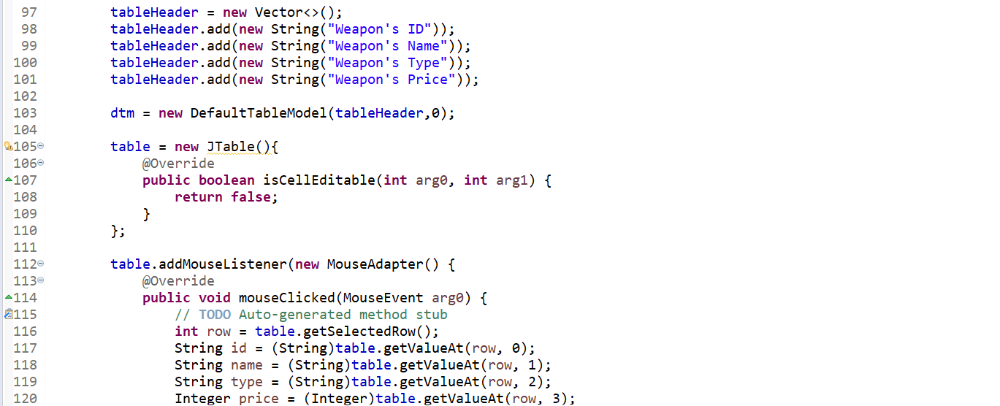 97 tableHeader = new Vector<>();
98 tableHeader.add(new String("Weapon's ID"));
99 tableHeader.add(new String("Weapon's Name"));
100 tableHeader.add(new String("Weapon's Type"));
101 tableHeader.add(new String("Weapon's Price"));
102
103 dtm = new DefaultTableModel(tableHeader,0);
104
105 table = new JTable(){
106 @Override
107 public boolean isCellEditable(int arg0, int arg1) {
108 return false;
109 }
110 };
111
112 table.addMouseListener(new MouseAdapter() {
113 @Override
114 public void mouseClicked(MouseEvent arg0) {
115 // TODO Auto-generated method stub
116 int row = table.getSelectedRow();
117 String id = (String)table.getValueAt(row, 0);
118 String name = (String)table.getValueAt(row, 1);
119 String type = (String)table.getValueAt(row, 2);
120 Integer price = (Integer)table.getValueAt(row, 3);